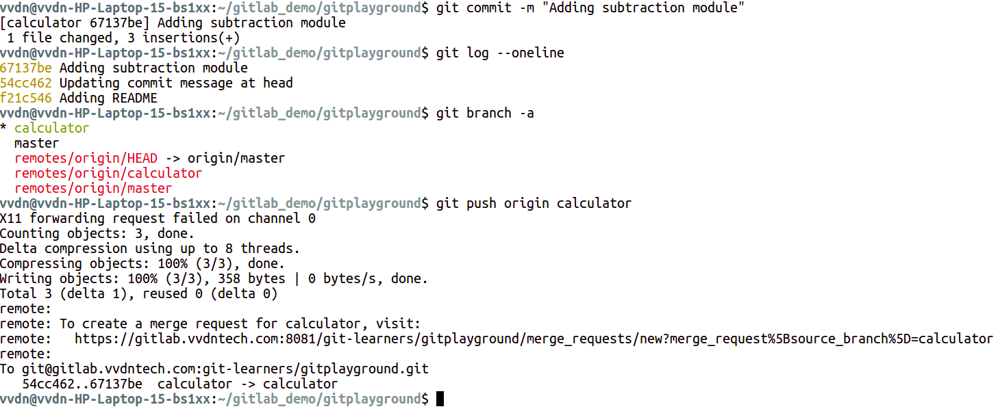 vvdn@vvdn-HP-Laptop-15-bs1xx:~/gitlab_demo/gitplayground$ git commit -m "Adding subtraction module"
[calculator 67137be] Adding subtraction module
 1 file changed, 3 insertions(+)
vvdn@vvdn-HP-Laptop-15-bs1xx:~/gitlab_demo/gitplayground$ git log --oneline
67137be Adding subtraction module
54cc462 Updating commit message at head
f21c546 Adding README
vvdn@vvdn-HP-Laptop-15-bs1xx:~/gitlab_demo/gitplayground$ git branch -a
* calculator
  master
  remotes/origin/HEAD -> origin/master
  remotes/origin/calculator
  remotes/origin/master
vvdn@vvdn-HP-Laptop-15-bs1xx:~/gitlab_demo/gitplayground$ git push origin calculator
X11 forwarding request failed on channel 0
Counting objects: 3, done.
Delta compression using up to 8 threads.
Compressing objects: 100% (3/3), done.
Writing objects: 100% (3/3), 358 bytes | 0 bytes/s, done.
Total 3 (delta 1), reused 0 (delta 0)
remote:
remote: To create a merge request for calculator, visit:
remote:   https://gitlab.vvdntech.com:8081/git-learners/gitplayground/merge_requests/new?merge_request%5Bsource_branch%5D=calculator
remote:
To git@gitlab.vvdntech.com:git-learners/gitplayground.git
   54cc462..67137be  calculator -> calculator
vvdn@vvdn-HP-Laptop-15-bs1xx:~/gitlab_demo/gitplayground$